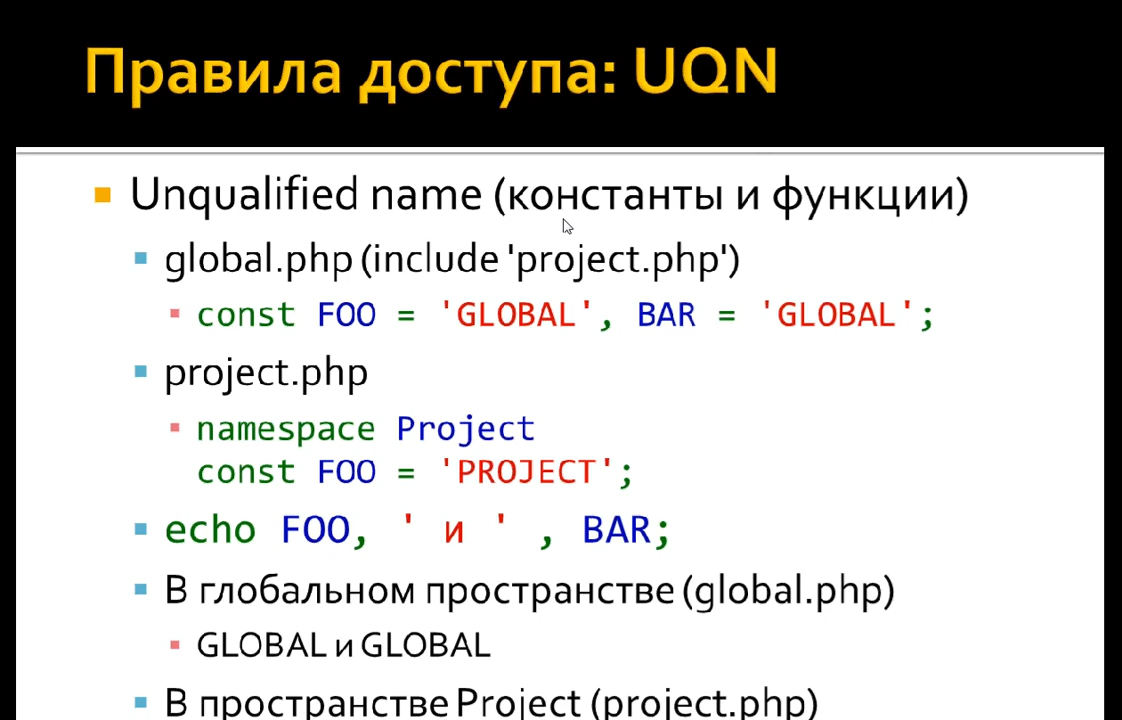 Правила доступа: UQN
Unqualified name (константы и функции)
global.php (include 'project.php')
const FOO = 'GLOBAL', BAR = 'GLOBAL';
project.php
namespace Project
const FOO = 'PROJECT';
echo FOO, ' и ' , BAR;
В глобальном пространстве (global.php)
GLOBAL и GLOBAL
В пространстве Project (project.php)